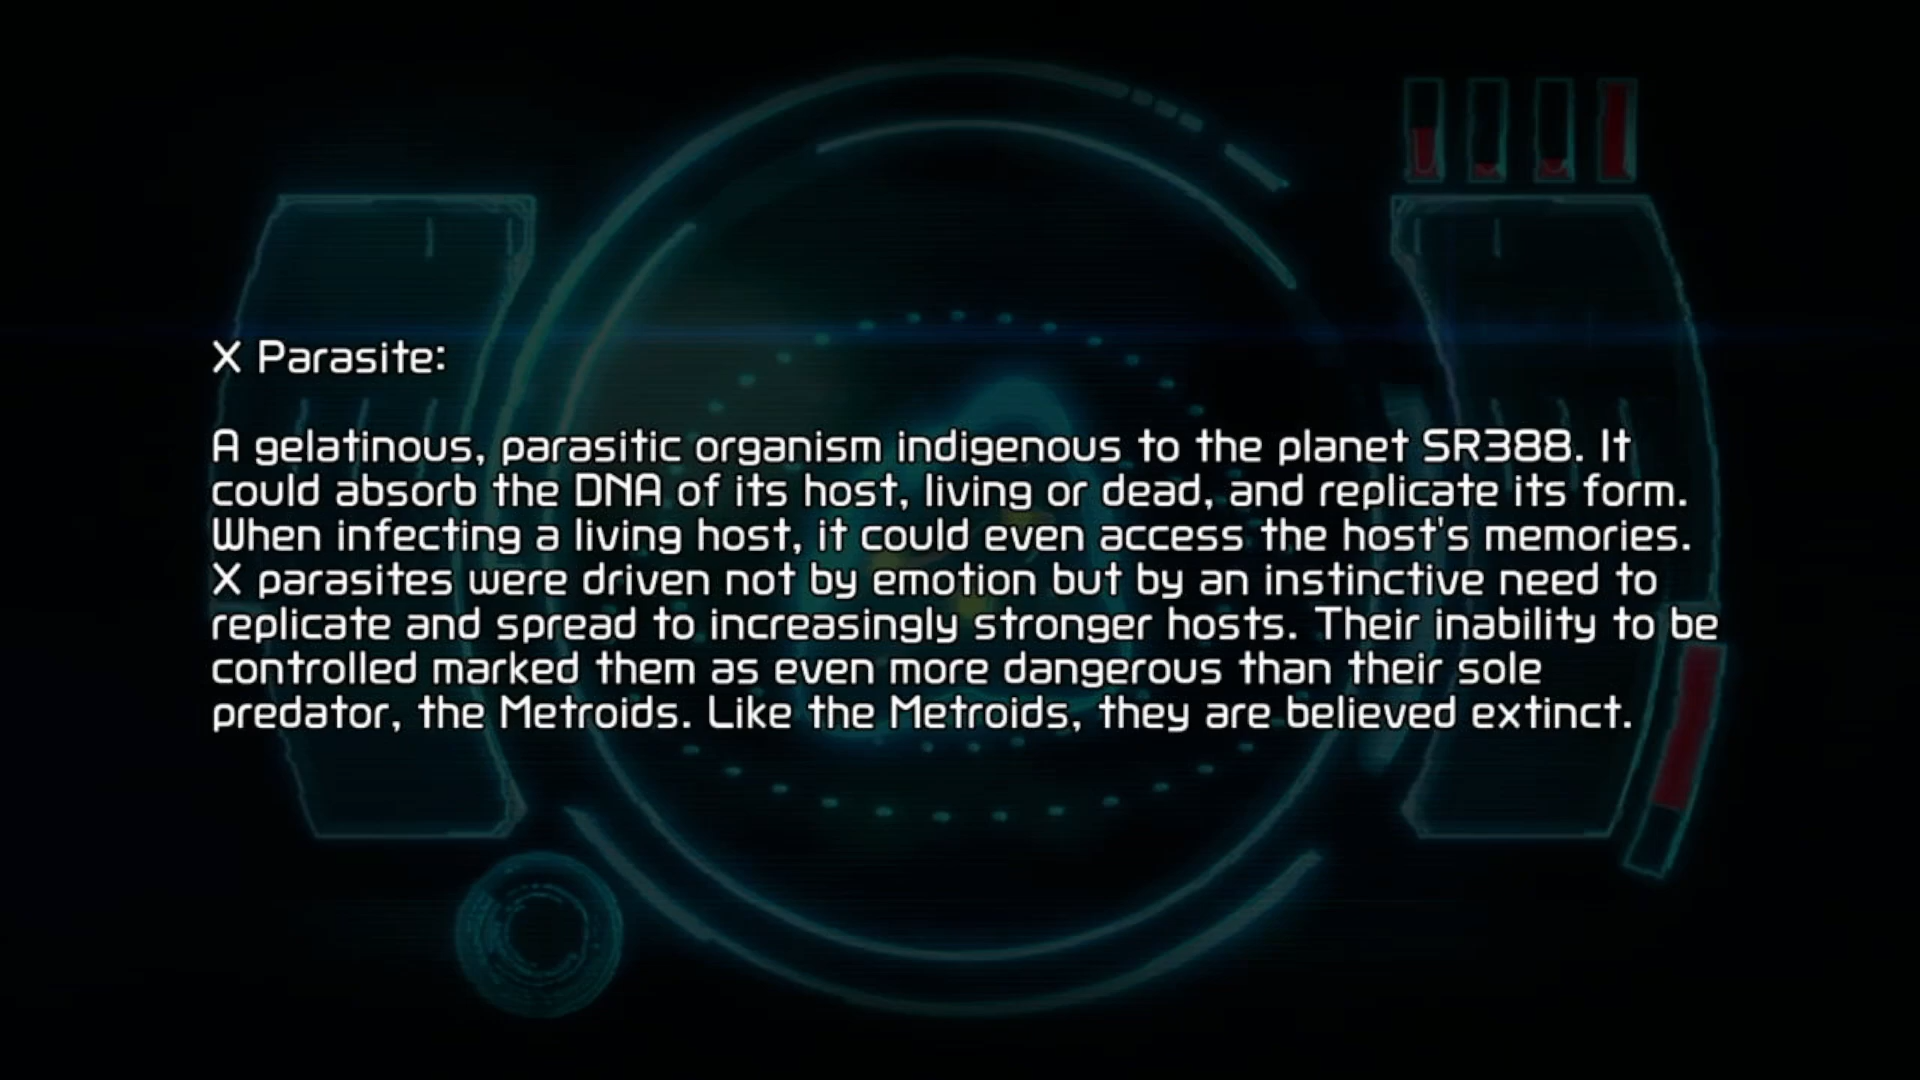 X Parasite:
A gelatinous, parasitic organism indigenous to the planet SR388. It
could absorb the DNA of its host, living or dead, and replicate its form.
When infecting a living host, it could even access the host's memories.
X parasites were driven not by emotion but by an instinctive need to
replicate and spread to increasingly stronger hosts. Their inability to be
controlled marked them as even more dangerous than their sole
predator, the Metroids. Like the Metroids, they are believed extinct.